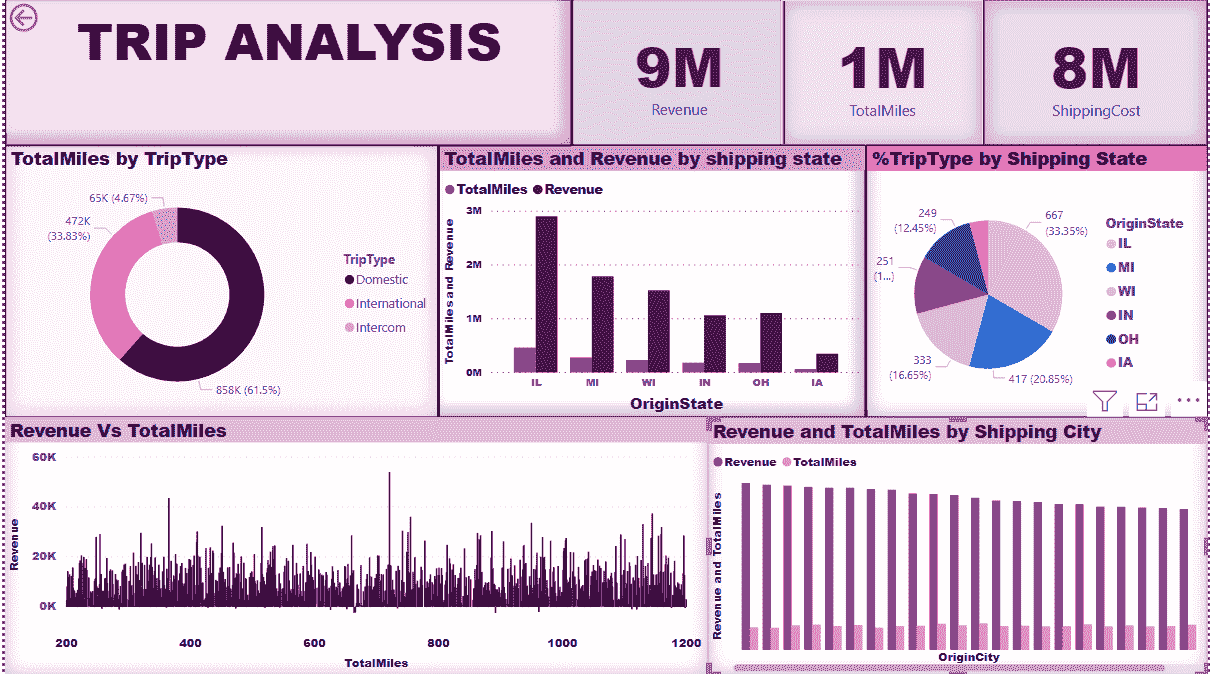 TRIP ANALYSIS
9M
Revenue
1M
TotalMiles
8M
ShippingCost
TotalMiles by TripType
65K (4.67%)
472K
(33.83%)
858K (61.5%)
TripType
Domestic
International
Intercom
TotalMiles and Revenue by shipping state
TotalMiles Revenue
TotalMiles and Revenue
3M
2M
1M
0M
IL MI WI IN OH IA
OriginState
%TripType by Shipping State
249
(12.45%)
667
(33.35%)
251
(1...)
333
(16.65%)
417 (20.85%)
OriginState
IL
MI
WI
IN
OH
IA
Revenue Vs TotalMiles
Revenue
60K
40K
20K
0K
200 400 600 800 1000 1200
TotalMiles
Revenue and TotalMiles by Shipping City
Revenue TotalMiles
Revenue and TotalMiles
OriginCity